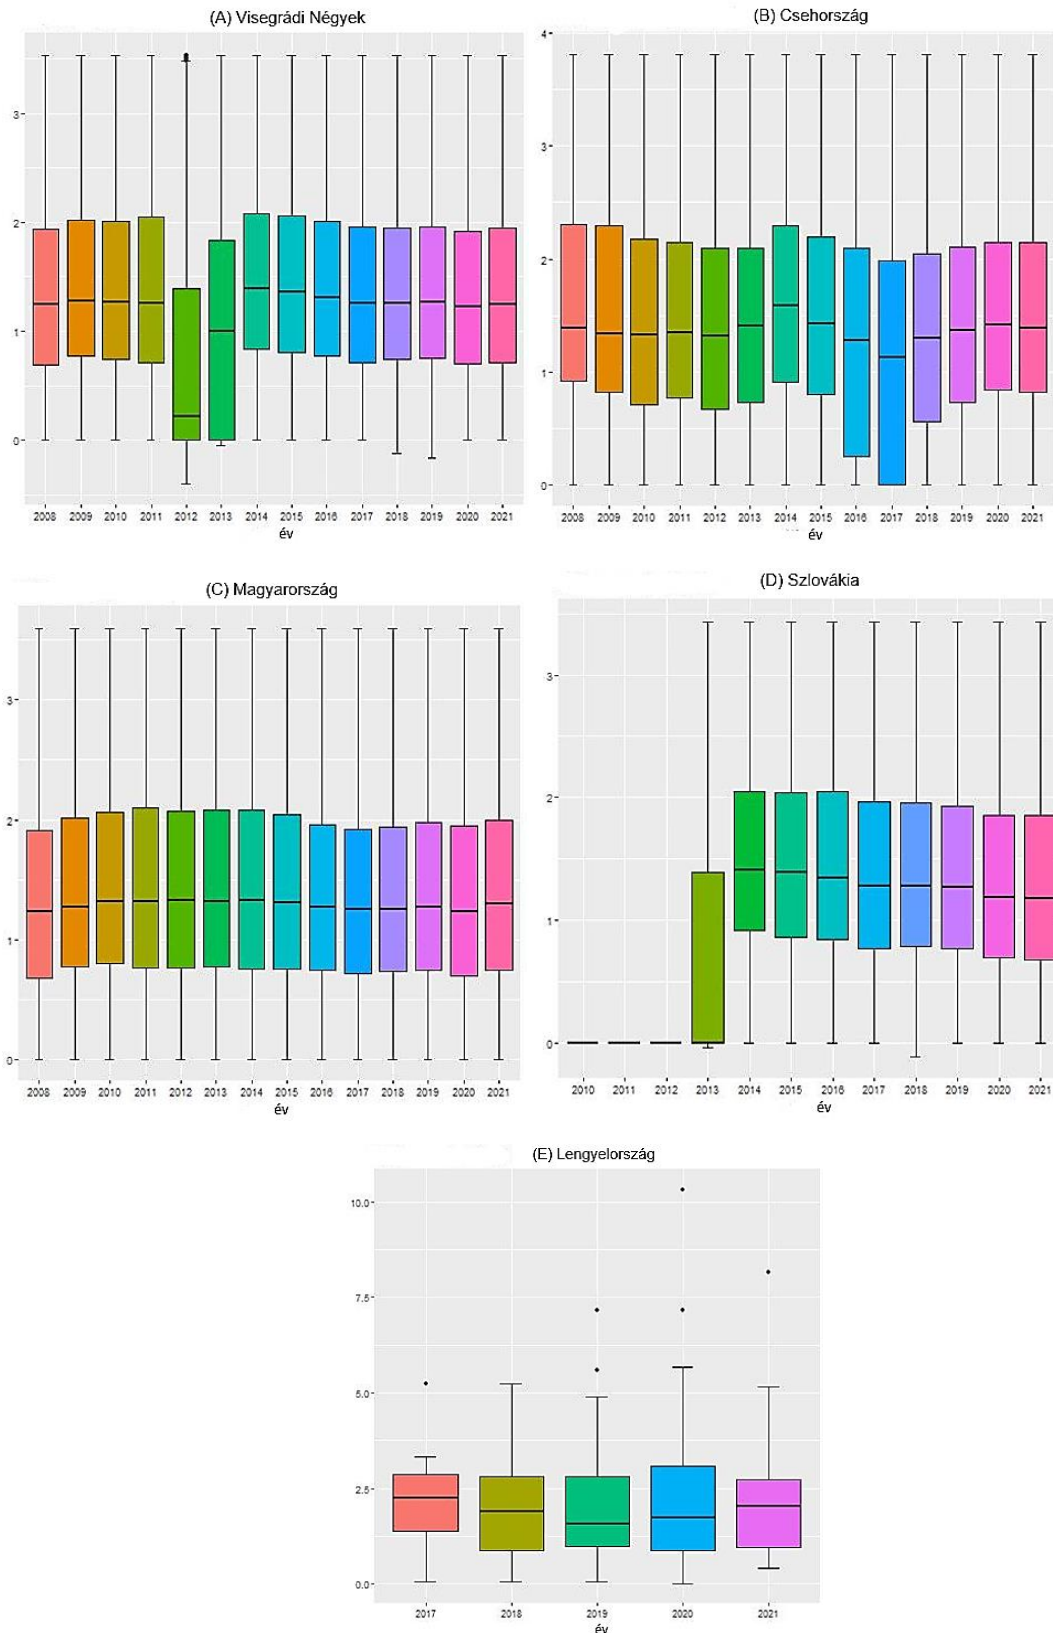 (A) Visegrádi Négyek
3
2
1
0
2008 2009 2010 2011 2012 2013 2014 2015 2016 2017 2018 2019 2020 2021
év
(B) Csehország
4
3
2
1
0
2008 2009 2010 2011 2012 2013 2014 2015 2016 2017 2018 2019 2020 2021
év
(C) Magyarország
3
2
1
0
2008 2009 2010 2011 2012 2013 2014 2015 2016 2017 2018 2019 2020 2021
év
(D) Szlovákia
3
2
1
0
2010 2011 2012 2013 2014 2015 2016 2017 2018 2019 2020 2021
év
(E) Lengyelország
10.0
7.5
5.0
2.5
0.0
2017 2018 2019 2020 2021
év